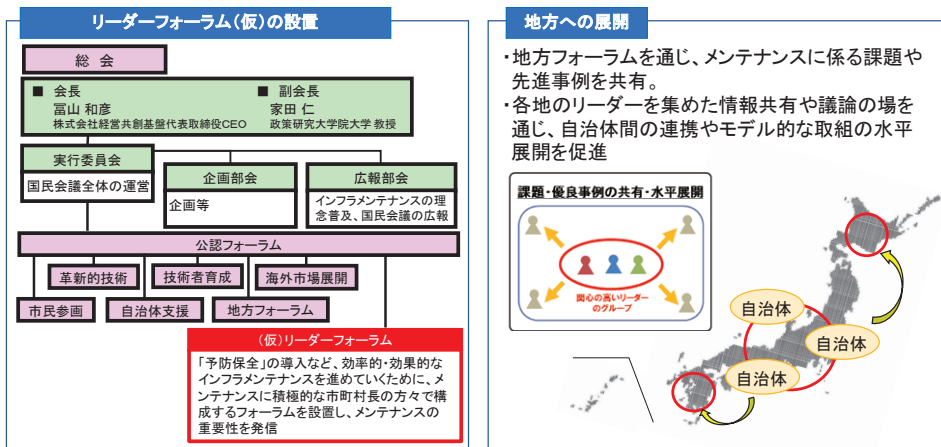 リーダーフォーラム(仮)の設置
総 会
■ 会長
冨山 和彦
株式会社経営共創基盤代表取締役CEO
■ 副会長
家田 仁
政策研究大学院大学 教授
実行委員会
国民会議全体の運営
企画部会
企画等
広報部会
インフラメンテナンスの理
念普及、国民会議の広報
公認フォーラム
革新的技術
技術者育成
海外市場展開
市民参画
自治体支援
地方フォーラム
(仮)リーダーフォーラム
「予防保全」の導入など、効率的・効果的な
インフラメンテナンスを進めていくために、メ
ンテナンスに積極的な市町村長の方々で構
成するフォーラムを設置し、メンテナンスの
重要性を発信
地方への展開
・地方フォーラムを通じ、メンテナンスに係る課題や
先進事例を共有。
・各地のリーダーを集めた情報共有や議論の場を
通じ、自治体間の連携やモデル的な取組の水平
展開を促進
課題・優良事例の共有・水平展開
関心の高いリーダー
のグループ
自治体
自治体
自治体